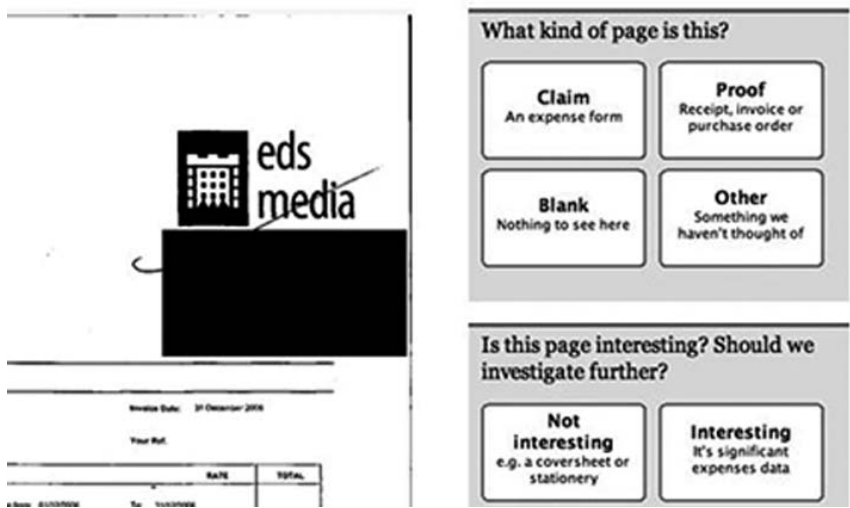 eds
media
Invoice Date: 31 December 2006
Your Ref.
RATE TOTAL
To:
What kind of page is this?
Claim
An expense form
Proof
Receipt, invoice or
purchase order
Blank
Nothing to see here
Other
Something we
haven't thought of
Is this page interesting? Should we
investigate further?
Not
interesting
e.g. a coversheet or
stationery
Interesting
It's significant
expenses data